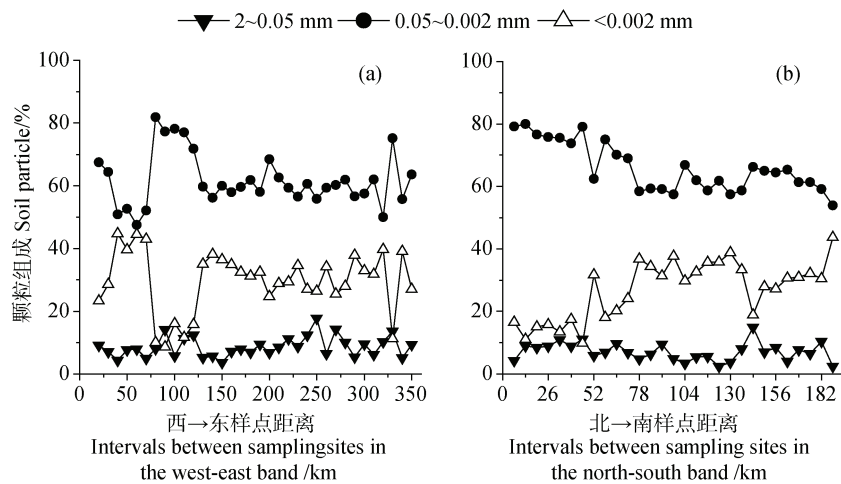 2~0.05 mm 0.05~0.002 mm <0.002 mm
(a) (b)
颗粒组成 Soil particle/%
100 100
80 80
60 60
40 40
20 20
0 0
0 50 100 150 200 250 300 350
0 26 52 78 104 130 156 182
西→东样点距离
Intervals between samplingsites in
the west-east band /km
北→南样点距离
Intervals between sampling sites in
the north-south band /km